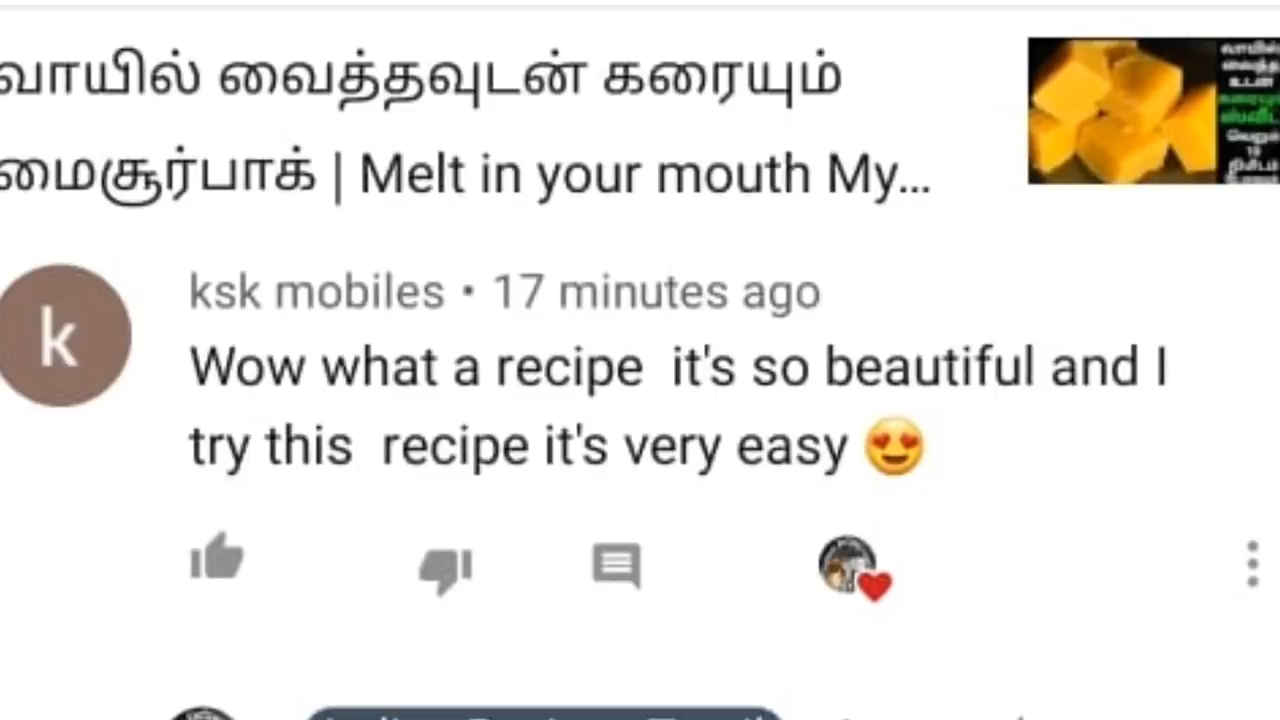 வாயில் வைத்தவுடன் கரையும்
மைசூர்பாக் | Melt in your mouth My...
ksk mobiles • 17 minutes ago
Wow what a recipe it's so beautiful and I
try this recipe it's very easy 😍
k